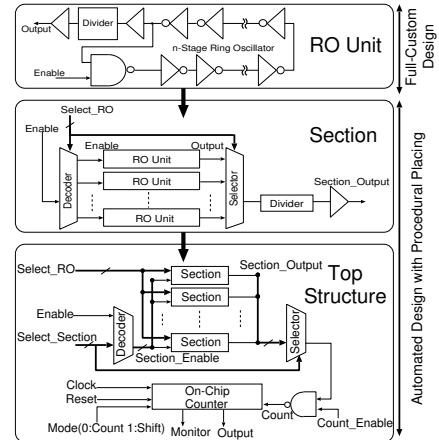 Output
Divider
n-Stage Ring Oscillator
Enable
RO Unit
Full-Custom
Design
Select_RO
Enable
Section
Enable
Output
Decoder
RO Unit
RO Unit
RO Unit
Selector
Divider
Section_Output
Select_RO
Section
Section_Output
Top
Structure
Section
Enable
Decoder
Select_Section
Section
Section_Enable
Selector
Clock
Reset
On-Chip
Counter
Count
Count_Enable
Mode(0:Count 1:Shift)
Monitor
Output
Automated Design with Procedural Placing